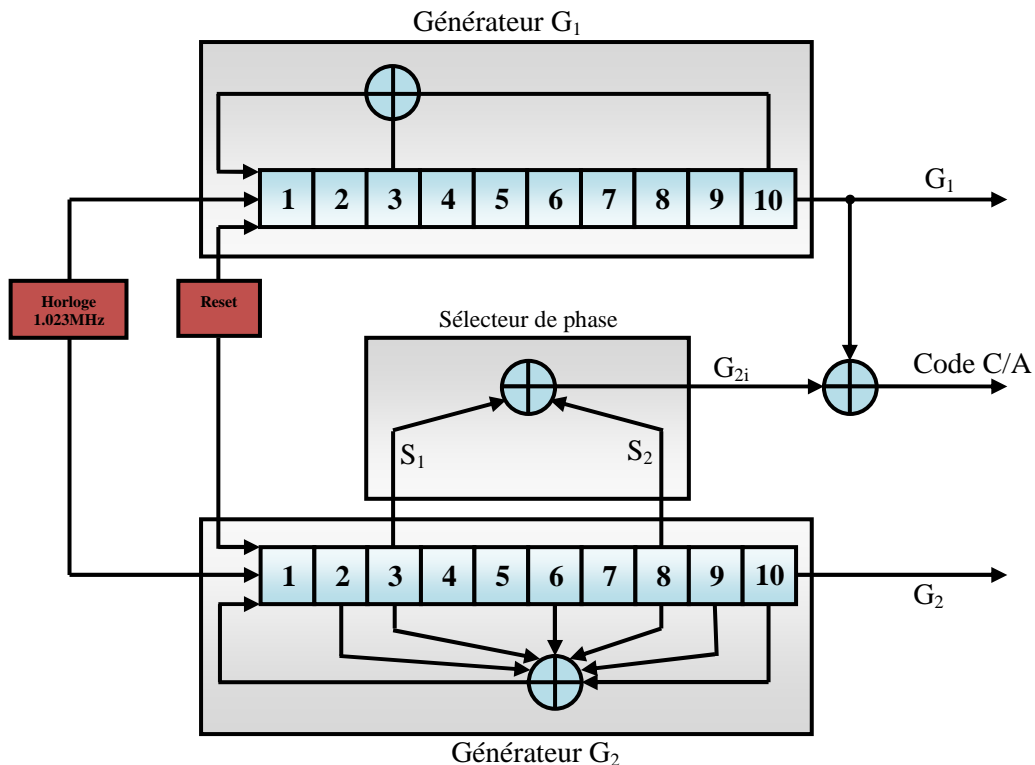 Générateur G1
1 2 3 4 5 6 7 8 9 10
G1
Horloge
1.023MHz
Reset
Sélecteur de phase
G2i
Code C/A
S1
S2
1 2 3 4 5 6 7 8 9 10
G2
Générateur G2